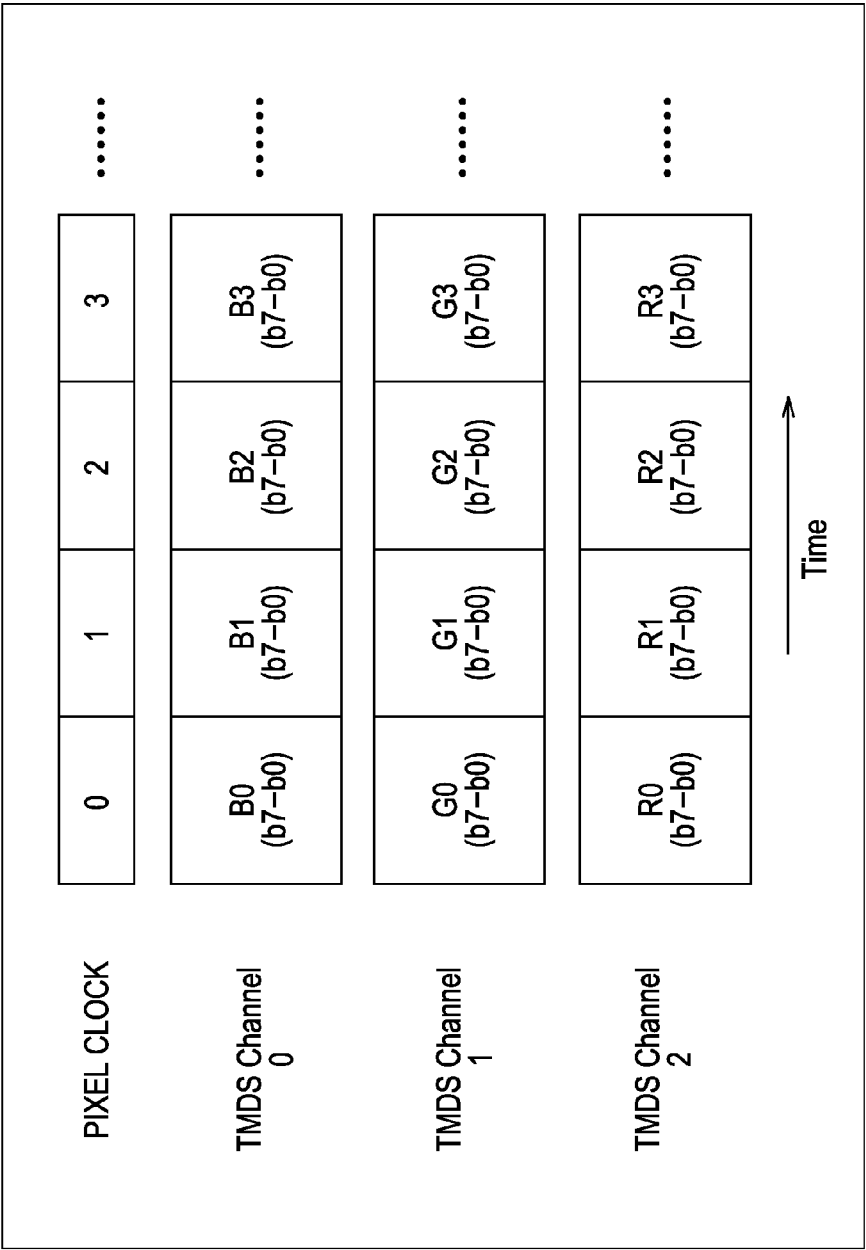 PIXEL CLOCK 0 1 2 3 ••••••
TMDS Channel
0
B0
(b7−b0)
B1
(b7−b0)
B2
(b7−b0)
B3
(b7−b0)
••••••
TMDS Channel
1
G0
(b7−b0)
G1
(b7−b0)
G2
(b7−b0)
G3
(b7−b0)
••••••
TMDS Channel
2
R0
(b7−b0)
R1
(b7−b0)
R2
(b7−b0)
R3
(b7−b0)
••••••
Time